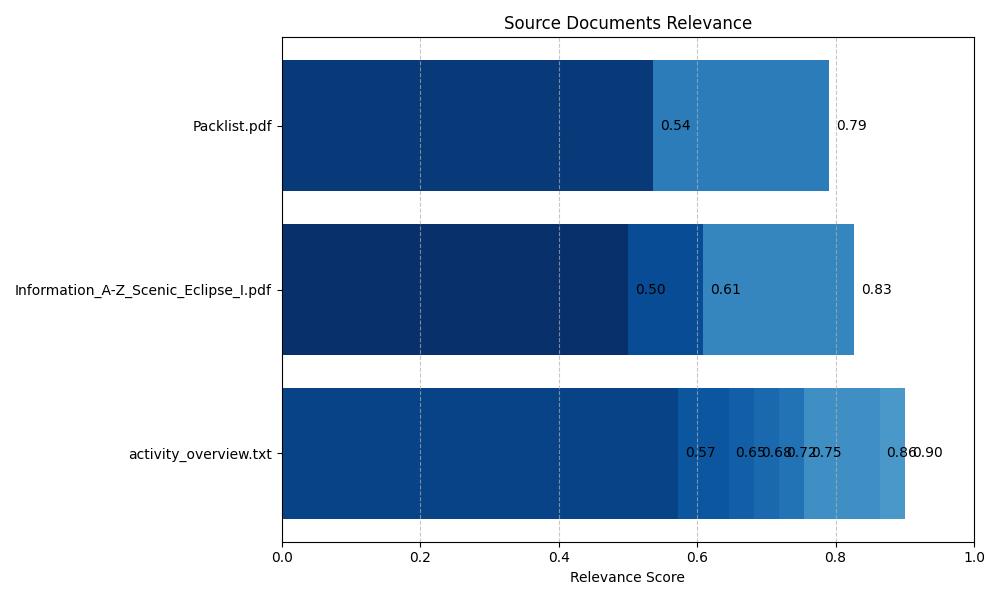 Source Documents Relevance
Packlist.pdf
0.54
0.79
Information_A-Z_Scenic_Eclipse_I.pdf
0.50
0.61
0.83
activity_overview.txt
0.57
0.65
0.68
0.72
0.75
0.86
0.90
0.0 0.2 0.4 0.6 0.8 1.0
Relevance Score